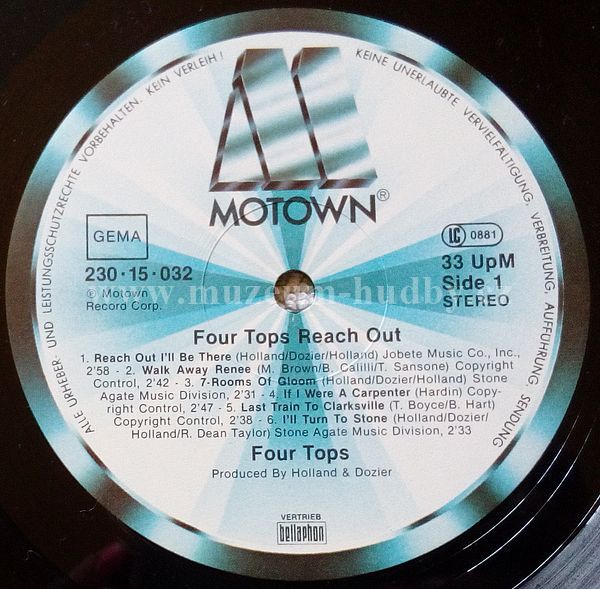 ALLE URHEBER UND LEISTUNGSSCHUTZRECHTE VORBEHALTEN. KEIN VERLEIH! KEINE UNERLAUBTE VERVIELFÄLTIGUNG, VERBREITUNG, AUFFÜHRUNG, SENDUNG
MOTOWN®
GEMA
LC 0881
230·15·032
33 UpM
Side 1
STEREO
℗ Motown
Record Corp.
Four Tops Reach Out
1. Reach Out I'll Be There (Holland/Dozier/Holland) Jobete Music Co., Inc.,
2'58 - 2. Walk Away Renee (M. Brown/B. Calilli/T. Sansone) Copyright
Control, 2'42 - 3. 7-Rooms Of Gloom (Holland/Dozier/Holland) Stone
Agate Music Division, 2'31 - 4. If I Were A Carpenter (Hardin) Copy-
right Control, 2'47 - 5. Last Train To Clarksville (T. Boyce/B. Hart)
Copyright Control, 2'38 - 6. I'll Turn To Stone (Holland/Dozier/
Holland/R. Dean Taylor) Stone Agate Music Division, 2'33
Four Tops
Produced By Holland & Dozier
VERTRIEB
bellaphon